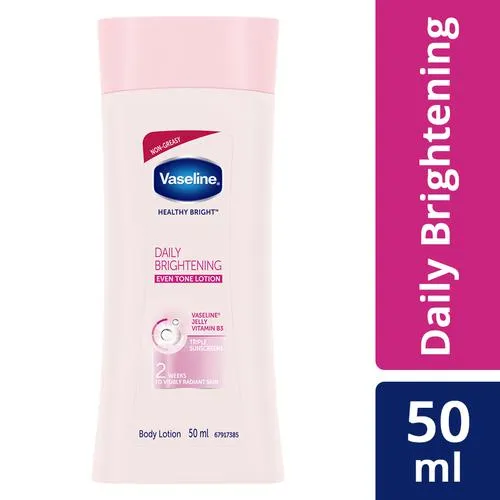 NON-GREASY
Vaseline®
HEALTHY BRIGHT™
DAILY
BRIGHTENING
EVEN TONE LOTION
VASELINE®
JELLY
VITAMIN B3
TRIPLE
SUNSCREENS
2 WEEKS
TO VISIBLY RADIANT SKIN
Body Lotion 50 ml 67917385
Daily Brightening
50
ml